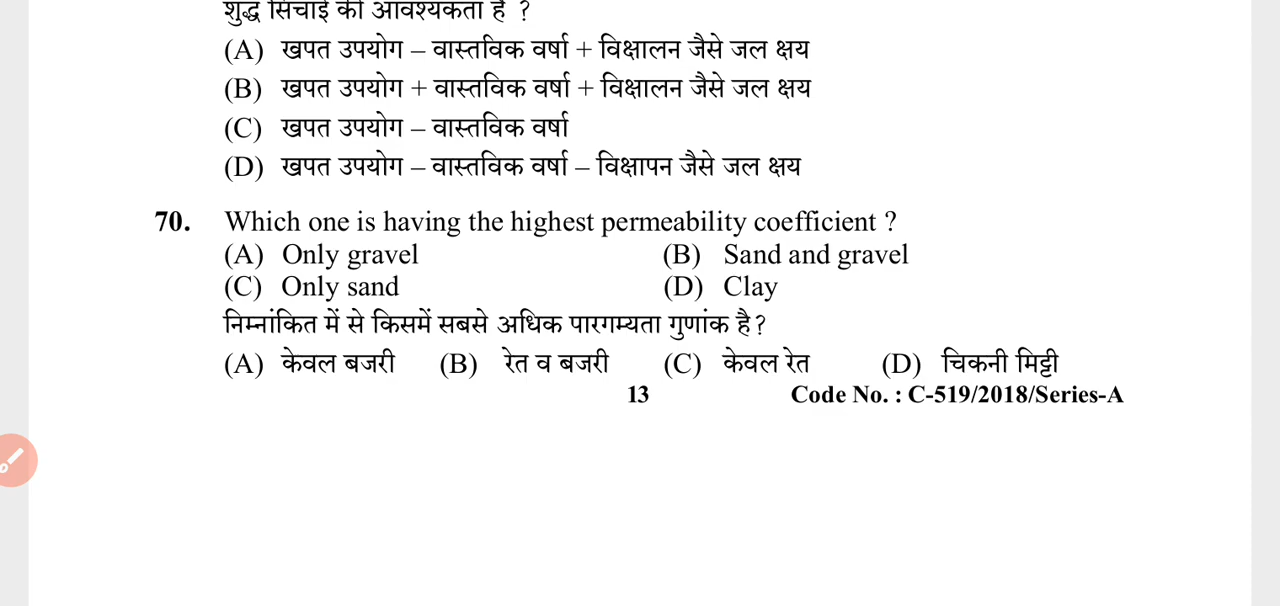 शुद्ध सिंचाई की आवश्यकता है ?
(A) खपत उपयोग – वास्तविक वर्षा + विक्षालन जैसे जल क्षय
(B) खपत उपयोग + वास्तविक वर्षा + विक्षालन जैसे जल क्षय
(C) खपत उपयोग – वास्तविक वर्षा
(D) खपत उपयोग – वास्तविक वर्षा – विक्षापन जैसे जल क्षय
70. Which one is having the highest permeability coefficient ?
(A) Only gravel (B) Sand and gravel
(C) Only sand (D) Clay
निम्नांकित में से किसमें सबसे अधिक पारगम्यता गुणांक है ?
(A) केवल बजरी (B) रेत व बजरी (C) केवल रेत (D) चिकनी मिट्टी
13 Code No. : C-519/2018/Series-A